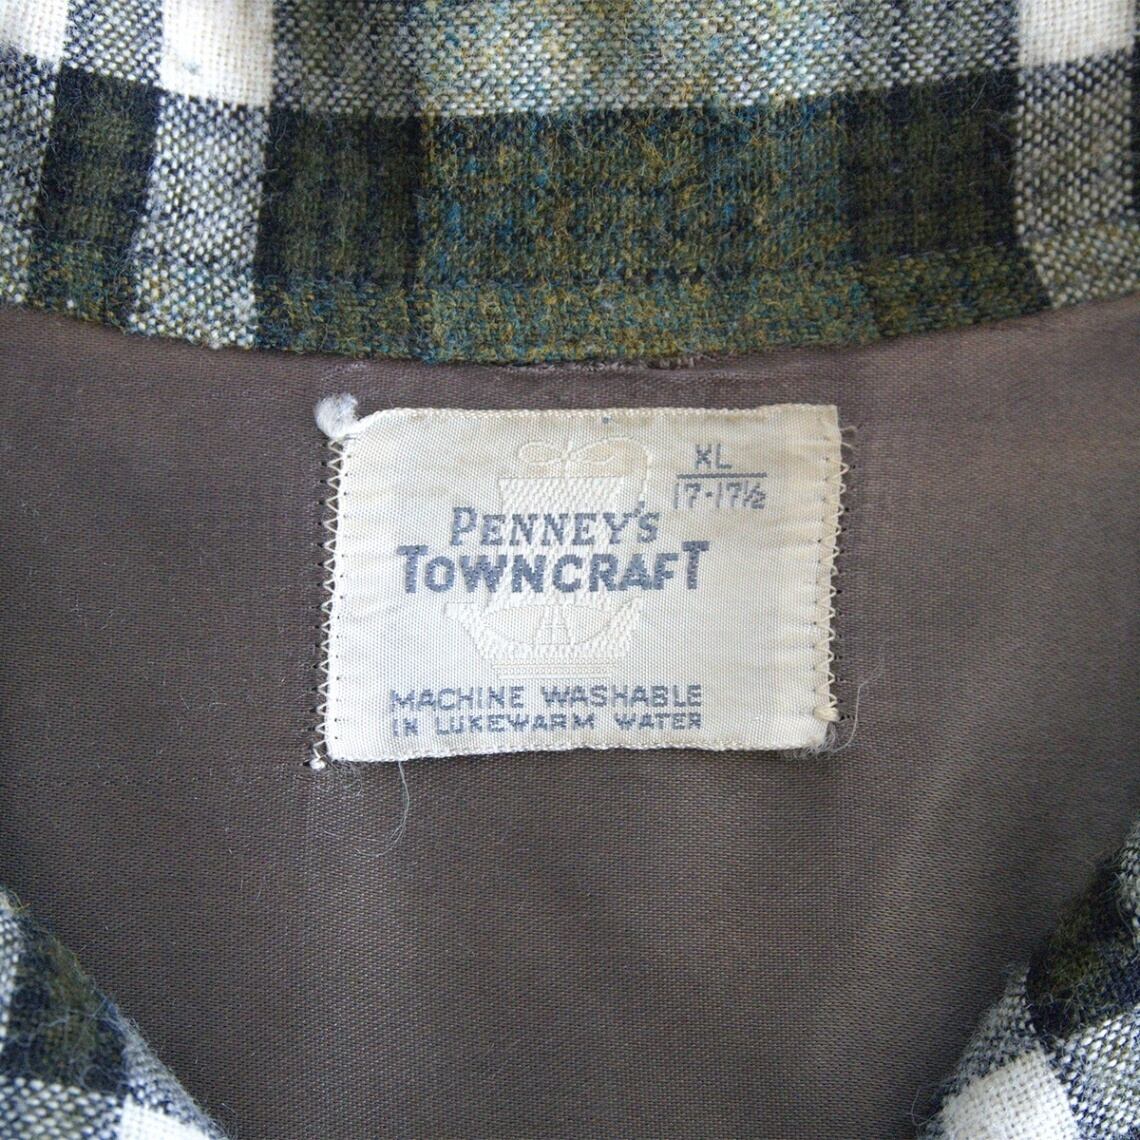 XL
17-17½
PENNEY'S
TOWNCRAFT
MACHINE WASHABLE
IN LUKEWARM WATER